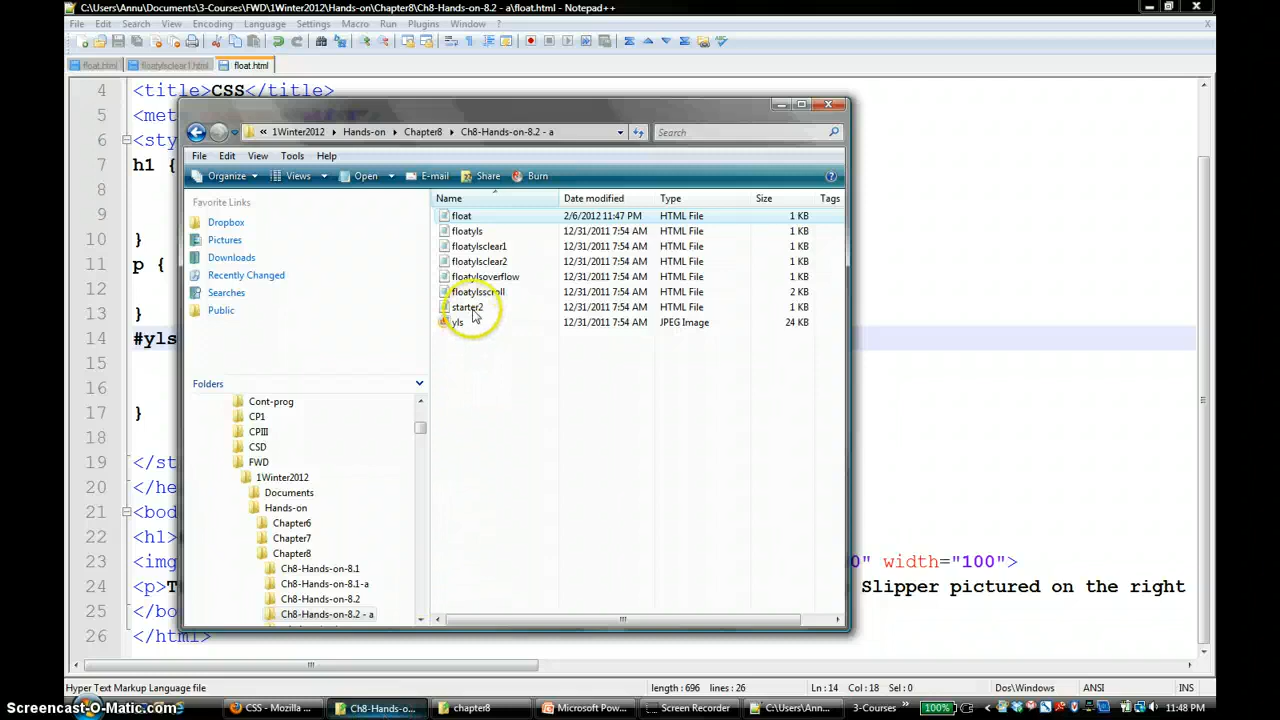 C:\Users\Annu\Documents\3-Courses\FWD\1Winter2012\Hands-on\Chapter8\Ch8-Hands-on-8.2 - a\float.html - Notepad++
File Edit Search View Encoding Language Settings Macro Run Plugins Window ? X
float.html floatylsclear1.html float.html
4 <title>CSS</title>
5 <met
6 <sty
7 h1 {
8
9
10 }
11 p {
12
13 }
14 #yls
15
16
17 }
18
19 </st
20 </he
21 <bod
22 <h1>
23 <img 0" width="100">
24 <p>T Slipper pictured on the right
25 </bo
26 </html>
« 1Winter2012 Hands-on Chapter8 Ch8-Hands-on-8.2 - a Search
File Edit View Tools Help
Organize Views Open E-mail Share Burn
Favorite Links
Dropbox
Pictures
Downloads
Recently Changed
Searches
Public
Folders
Cont-prog
CP1
CPIII
CSD
FWD
1Winter2012
Documents
Hands-on
Chapter6
Chapter7
Chapter8
Ch8-Hands-on-8.1
Ch8-Hands-on-8.1-a
Ch8-Hands-on-8.2
Ch8-Hands-on-8.2 - a
Name Date modified Type Size Tags
float 2/6/2012 11:47 PM HTML File 1 KB
floatyls 12/31/2011 7:54 AM HTML File 1 KB
floatylsclear1 12/31/2011 7:54 AM HTML File 1 KB
floatylsclear2 12/31/2011 7:54 AM HTML File 1 KB
floatylsoverflow 12/31/2011 7:54 AM HTML File 1 KB
floatylsscroll 12/31/2011 7:54 AM HTML File 2 KB
starter2 12/31/2011 7:54 AM HTML File 1 KB
yls 12/31/2011 7:54 AM JPEG Image 24 KB
Hyper Text Markup Language file length : 696 lines : 26 Ln : 14 Col : 18 Sel : 0 Dos\Windows ANSI INS
Screencast-O-Matic.com CSS - Mozilla ... Ch8-Hands-o... chapter8 Microsoft Pow... Screen Recorder C:\Users\Ann... 3-Courses » 100% 11:48 PM